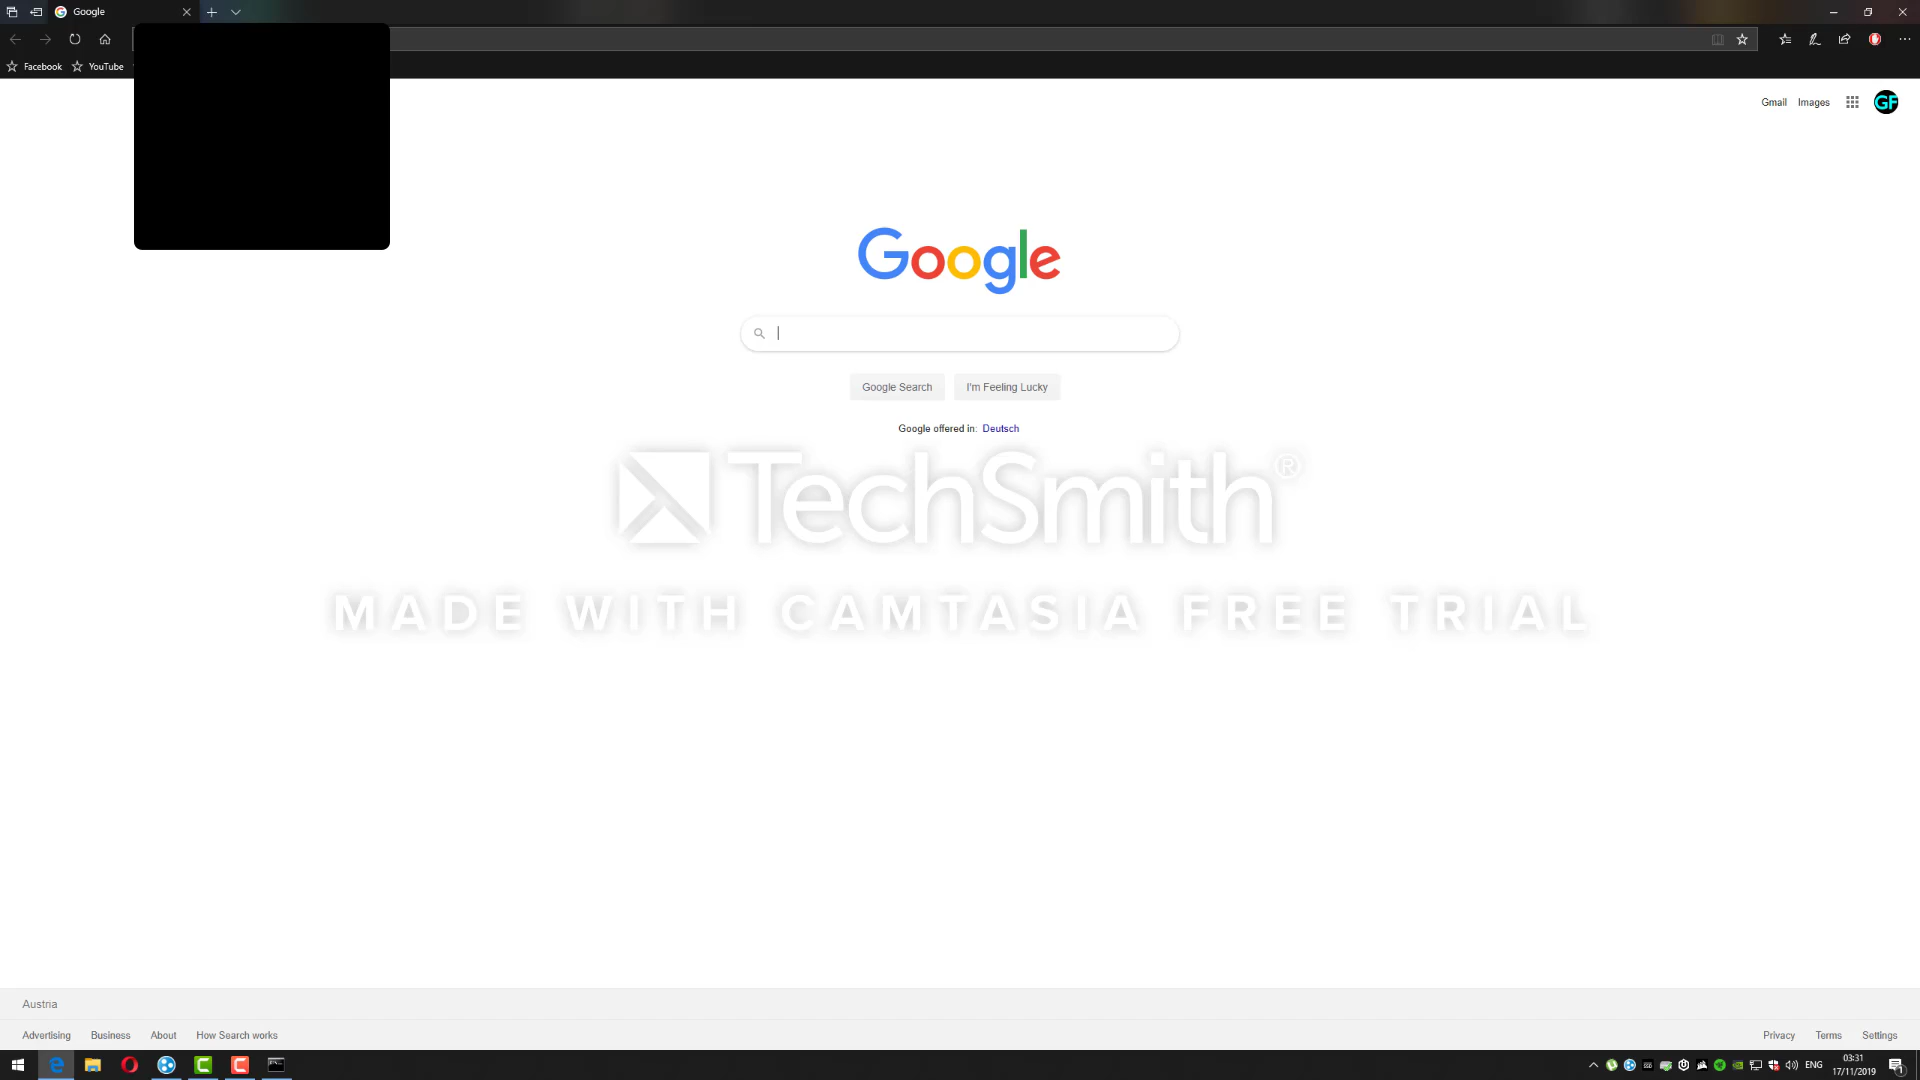 Google
Facebook
YouTube
Gmail
Images
GF
Google
Google Search
I'm Feeling Lucky
Google offered in: Deutsch
TechSmith®
MADE WITH CAMTASIA FREE TRIAL
Austria
Advertising
Business
About
How Search works
Privacy
Terms
Settings
ENG
03:31
17/11/2019
1